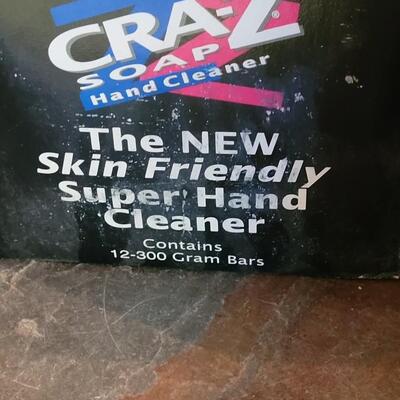 CRA-Z®
SOAP
Hand Cleaner
The NEW
Skin Friendly
Super Hand
Cleaner
Contains
12-300 Gram Bars